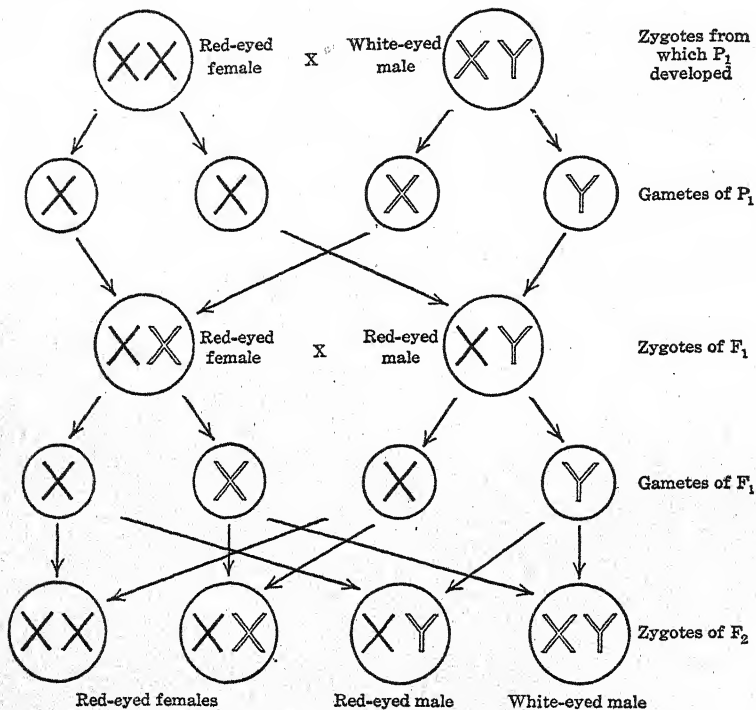 Red-eyed
female
X
White-eyed
male
Zygotes from
which P1
developed
XX
XY
X
X
X
Y
Gametes of P1
XX
Red-eyed
female
X
Red-eyed
male
XY
Zygotes of F1
X
X
X
Y
Gametes of F1
XX
XX
XY
XY
Zygotes of F2
Red-eyed females
Red-eyed male
White-eyed male